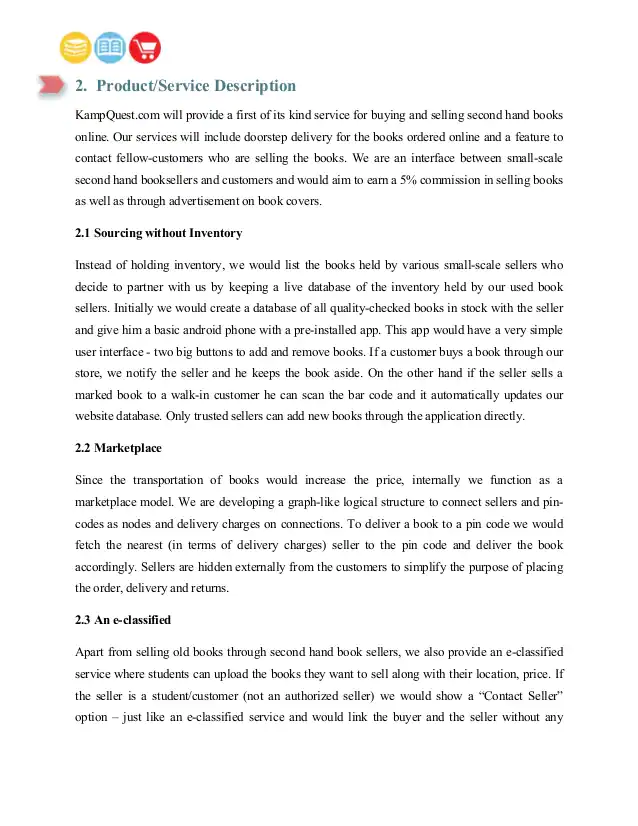 2. Product/Service Description
KampQuest.com will provide a first of its kind service for buying and selling second hand books
online. Our services will include doorstep delivery for the books ordered online and a feature to
contact fellow-customers who are selling the books. We are an interface between small-scale
second hand booksellers and customers and would aim to earn a 5% commission in selling books
as well as through advertisement on book covers.
2.1 Sourcing without Inventory
Instead of holding inventory, we would list the books held by various small-scale sellers who
decide to partner with us by keeping a live database of the inventory held by our used book
sellers. Initially we would create a database of all quality-checked books in stock with the seller
and give him a basic android phone with a pre-installed app. This app would have a very simple
user interface - two big buttons to add and remove books. If a customer buys a book through our
store, we notify the seller and he keeps the book aside. On the other hand if the seller sells a
marked book to a walk-in customer he can scan the bar code and it automatically updates our
website database. Only trusted sellers can add new books through the application directly.
2.2 Marketplace
Since the transportation of books would increase the price, internally we function as a
marketplace model. We are developing a graph-like logical structure to connect sellers and pin-
codes as nodes and delivery charges on connections. To deliver a book to a pin code we would
fetch the nearest (in terms of delivery charges) seller to the pin code and deliver the book
accordingly. Sellers are hidden externally from the customers to simplify the purpose of placing
the order, delivery and returns.
2.3 An e-classified
Apart from selling old books through second hand book sellers, we also provide an e-classified
service where students can upload the books they want to sell along with their location, price. If
the seller is a student/customer (not an authorized seller) we would show a “Contact Seller”
option – just like an e-classified service and would link the buyer and the seller without any